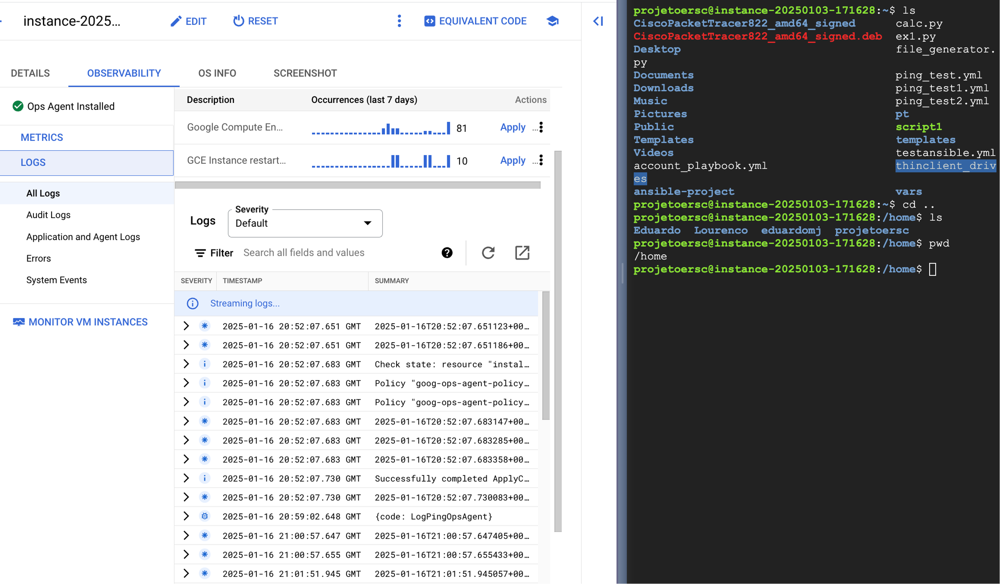 instance-2025...
EDIT
RESET
EQUIVALENT CODE
DETAILS
OBSERVABILITY
OS INFO
SCREENSHOT
Ops Agent Installed
METRICS
LOGS
All Logs
Audit Logs
Application and Agent Logs
Errors
System Events
MONITOR VM INSTANCES
Description Occurrences (last 7 days) Actions
Google Compute En... 81 Apply ...
GCE Instance restart... 10 Apply ...
Logs
Severity
Default
Filter Search all fields and values
SEVERITY TIMESTAMP SUMMARY
Streaming logs...
2025-01-16 20:52:07.651 GMT 2025-01-16T20:52:07.651123+00...
2025-01-16 20:52:07.651 GMT 2025-01-16T20:52:07.651186+00...
2025-01-16 20:52:07.683 GMT Check state: resource "instal...
2025-01-16 20:52:07.683 GMT Policy "goog-ops-agent-policy...
2025-01-16 20:52:07.683 GMT Policy "goog-ops-agent-policy...
2025-01-16 20:52:07.683 GMT 2025-01-16T20:52:07.683147+00...
2025-01-16 20:52:07.683 GMT 2025-01-16T20:52:07.683285+00...
2025-01-16 20:52:07.683 GMT 2025-01-16T20:52:07.683358+00...
2025-01-16 20:52:07.730 GMT Successfully completed ApplyC...
2025-01-16 20:52:07.730 GMT 2025-01-16T20:52:07.730083+00...
2025-01-16 20:59:02.648 GMT {code: LogPingOpsAgent}
2025-01-16 21:00:57.647 GMT 2025-01-16T21:00:57.647405+00...
2025-01-16 21:00:57.655 GMT 2025-01-16T21:00:57.655433+00...
2025-01-16 21:01:51.945 GMT 2025-01-16T21:01:51.945057+00...
projetoersc@instance-20250103-171628:~$ ls
CiscoPacketTracer822_amd64_signed calc.py
CiscoPacketTracer822_amd64_signed.deb ex1.py
Desktop file_generator.
py
Documents ping_test.yml
Downloads ping_test1.yml
Music ping_test2.yml
Pictures pt
Public script1
Templates templates
Videos testansible.yml
account_playbook.yml thinclient_driv
es
ansible-project vars
projetoersc@instance-20250103-171628:~$ cd ..
projetoersc@instance-20250103-171628:/home$ ls
Eduardo Lourenco eduardomj projetoersc
projetoersc@instance-20250103-171628:/home$ pwd
/home
projetoersc@instance-20250103-171628:/home$